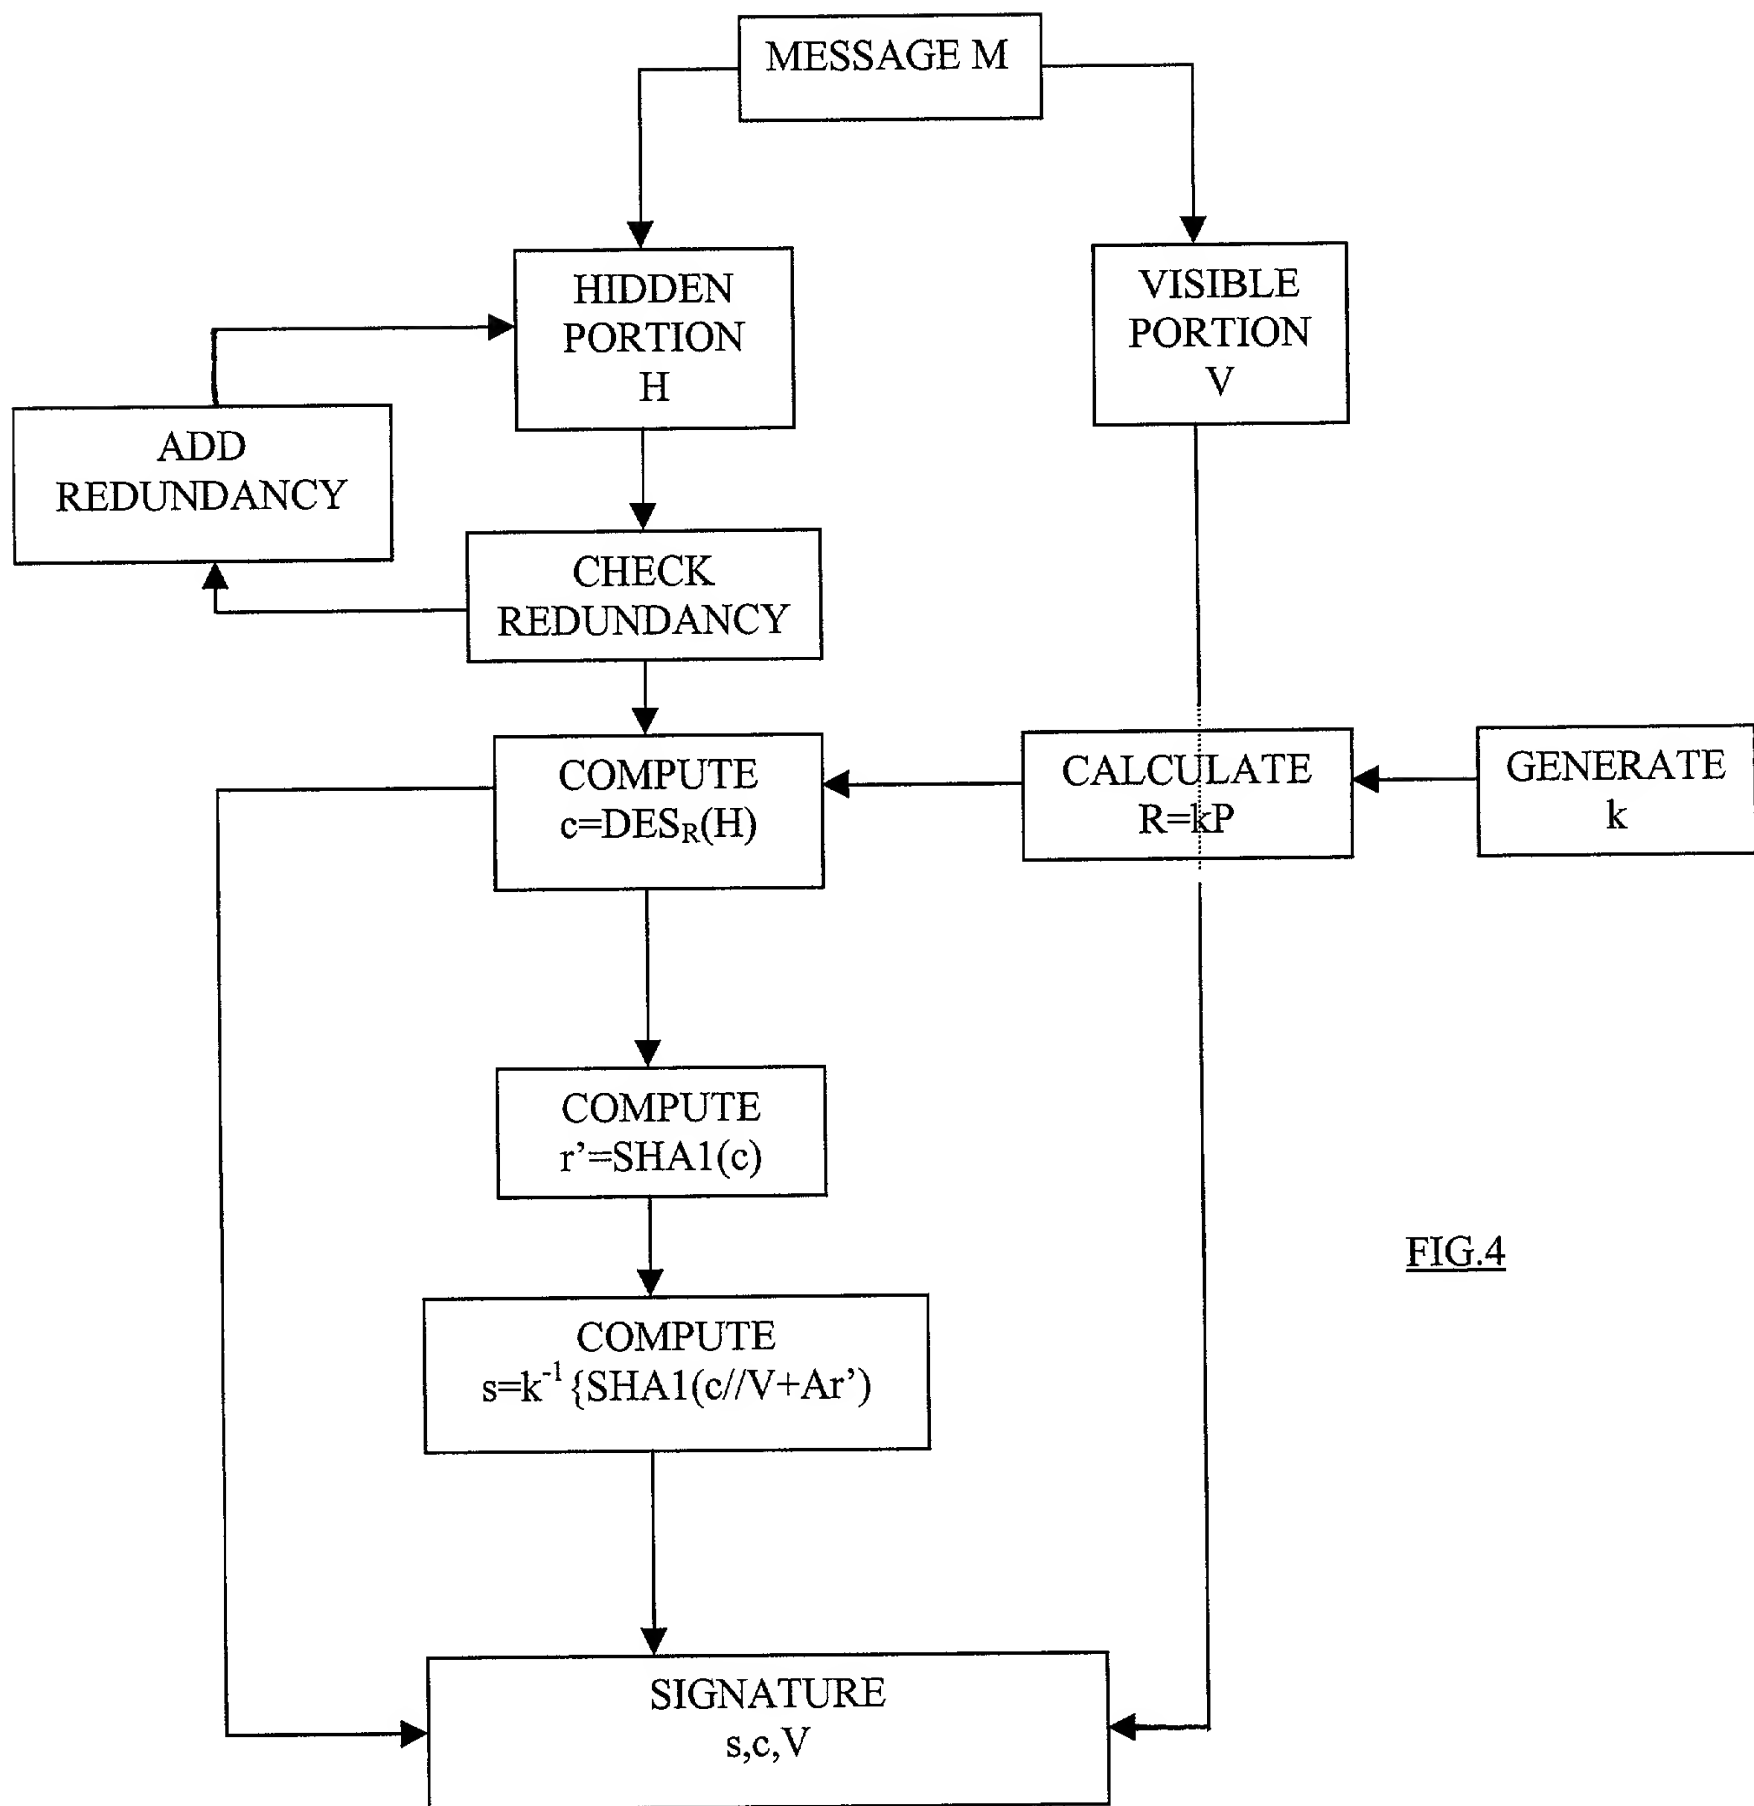 MESSAGE M
HIDDEN
PORTION
H
VISIBLE
PORTION
V
ADD
REDUNDANCY
CHECK
REDUNDANCY
COMPUTE
c=DES_R(H)
CALCULATE
R=kP
GENERATE
k
COMPUTE
r’=SHA1(c)
COMPUTE
s=k⁻¹{SHA1(c//V+Ar’)
SIGNATURE
s,c,V
FIG.4